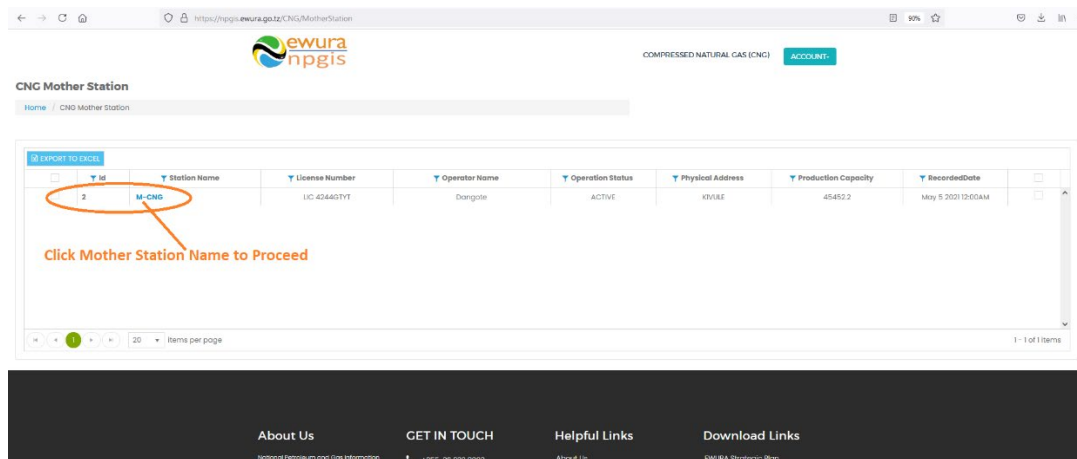 https://npgis.ewura.go.tz/CNG/MotherStation
90%
ewura
npgis
COMPRESSED NATURAL GAS (CNG)
ACCOUNT-
CNG Mother Station
Home / CNG Mother Station
EXPORT TO EXCEL
Id Station Name License Number Operator Name Operation Status Physical Address Production Capacity RecordedDate
2 M-CNG LIC 4244GTYT Dangote ACTIVE KIVULE 45452.2 May 5 2021 12:00AM
Click Mother Station Name to Proceed
1 20 items per page 1 - 1 of 1 items
About Us GET IN TOUCH Helpful Links Download Links
National Petroleum and Gas Information About Us EWURA Strategic Plan